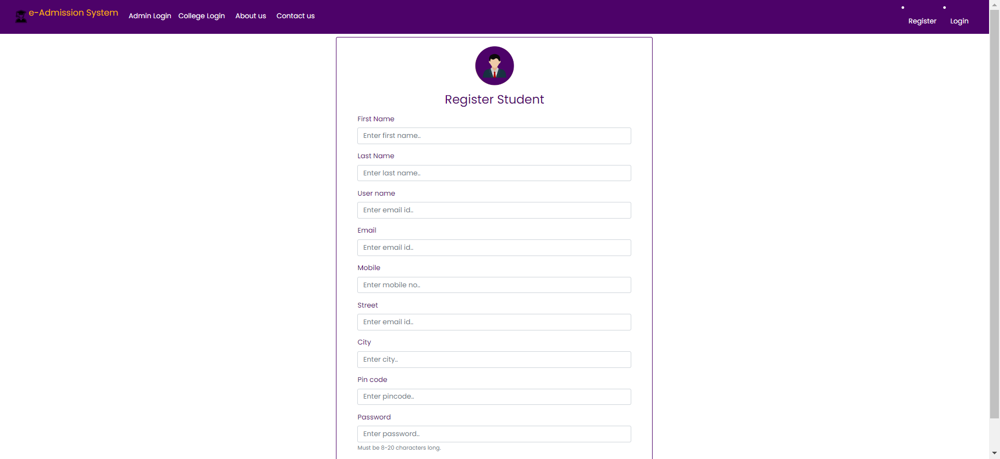 e-Admission System
Admin Login
College Login
About us
Contact us
Register
Login
Register Student
First Name
Enter first name..
Last Name
Enter last name..
User name
Enter email id..
Email
Enter email id..
Mobile
Enter mobile no..
Street
Enter email id..
City
Enter city..
Pin code
Enter pincode..
Password
Enter password..
Must be 8-20 characters long.